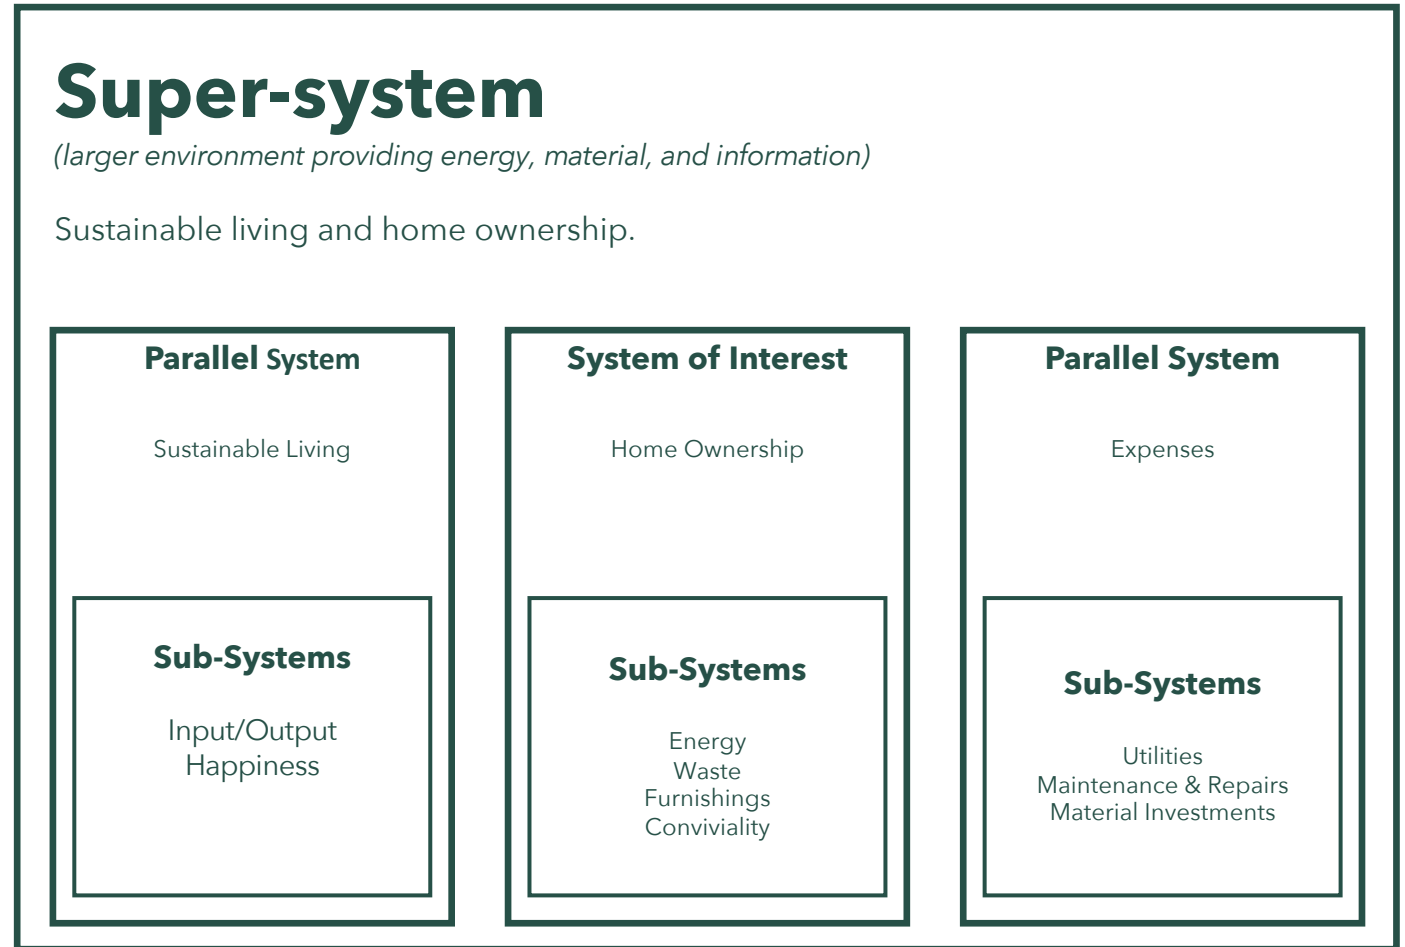 Super-system
(larger environment providing energy, material, and information)
Sustainable living and home ownership.
Parallel System
Sustainable Living
Sub-Systems
Input/Output
Happiness
System of Interest
Home Ownership
Sub-Systems
Energy
Waste
Furnishings
Conviviality
Parallel System
Expenses
Sub-Systems
Utilities
Maintenance & Repairs
Material Investments